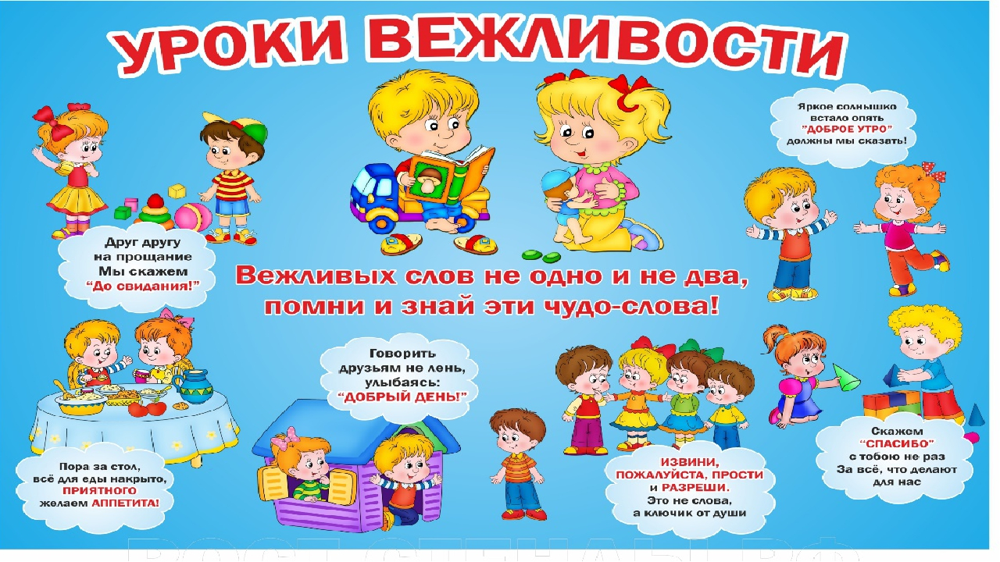 УРОКИ ВЕЖЛИВОСТИ
Яркое солнышко
встало опять
"ДОБРОЕ УТРО"
должны мы сказать!
Друг другу
на прощание
Мы скажем
“До свидания!”
Вежливых слов не одно и не два,
помни и знай эти чудо-слова!
Говорить
друзьям не лень,
улыбаясь:
“ДОБРЫЙ ДЕНЬ!”
Скажем
“СПАСИБО”
с тобою не раз
За всё, что делают
для нас
Пора за стол,
всё для еды накрыто,
ПРИЯТНОГО
желаем АППЕТИТА!
ИЗВИНИ,
ПОЖАЛУЙСТА, ПРОСТИ
и РАЗРЕШИ.
Это не слова,
а ключик от души
РОСТ-СТЕНДЫ.РФ